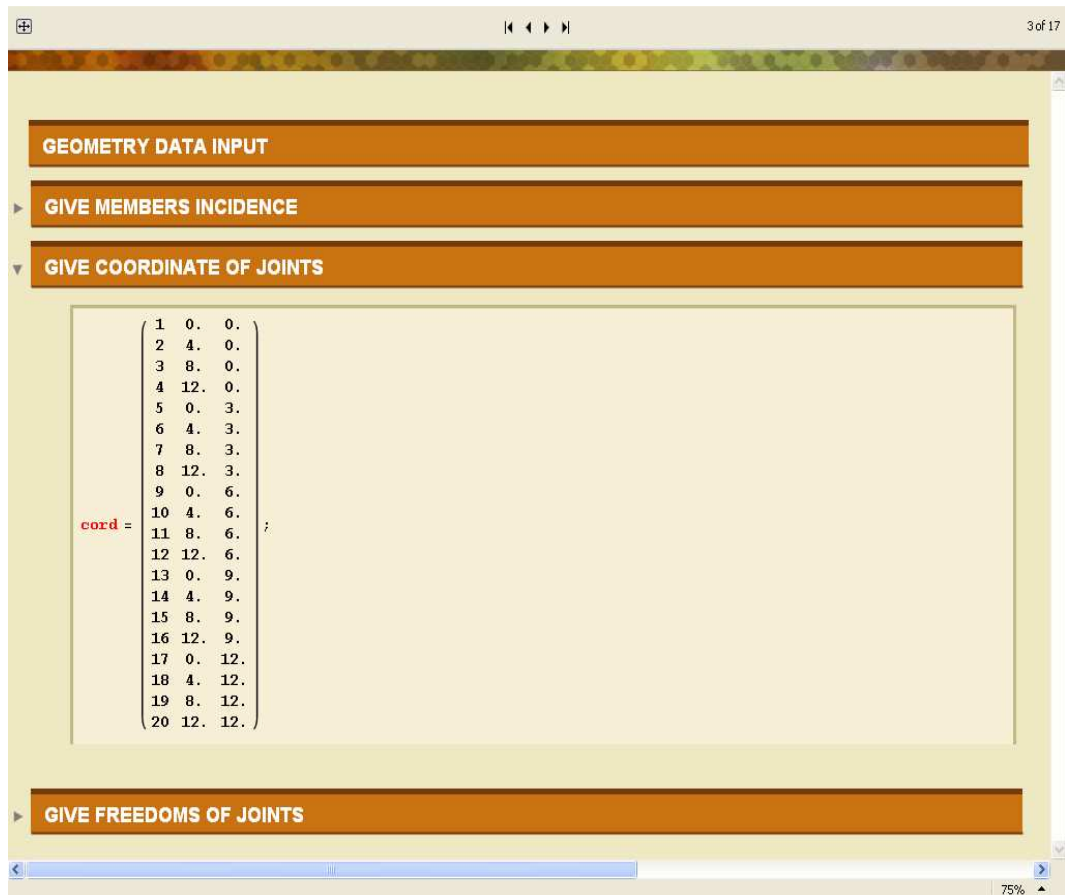 3 of 17
GEOMETRY DATA INPUT
GIVE MEMBERS INCIDENCE
GIVE COORDINATE OF JOINTS
1 0. 0.
2 4. 0.
3 8. 0.
4 12. 0.
5 0. 3.
6 4. 3.
7 8. 3.
8 12. 3.
9 0. 6.
10 4. 6.
cord = ;
11 8. 6.
12 12. 6.
13 0. 9.
14 4. 9.
15 8. 9.
16 12. 9.
17 0. 12.
18 4. 12.
19 8. 12.
20 12. 12.
GIVE FREEDOMS OF JOINTS
75%